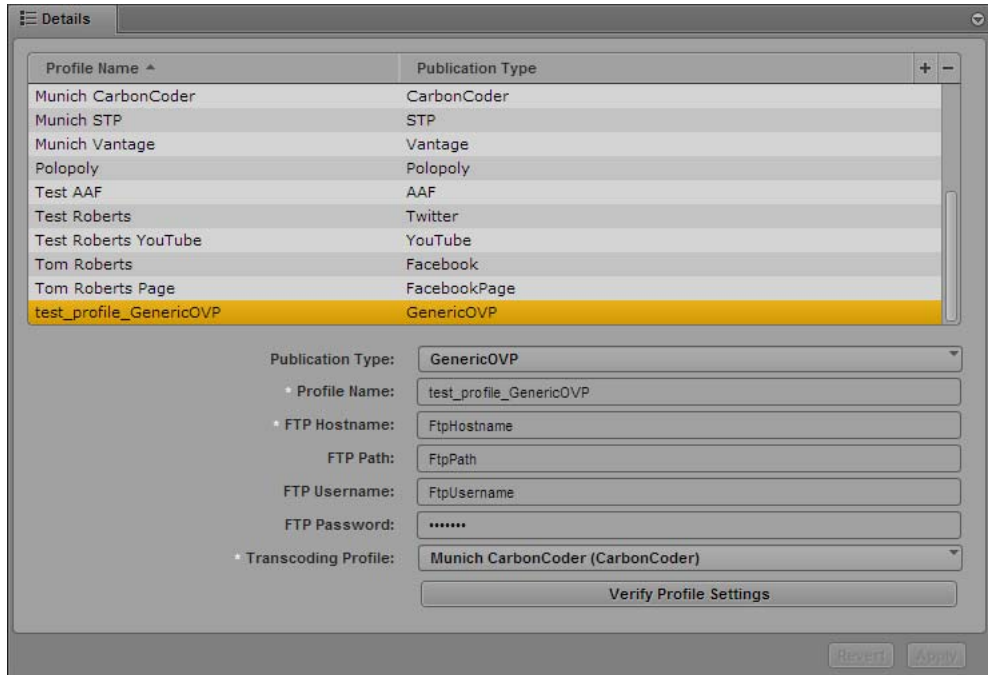 Details
Profile Name Publication Type + −
Munich CarbonCoder CarbonCoder
Munich STP STP
Munich Vantage Vantage
Polopoly Polopoly
Test AAF AAF
Test Roberts Twitter
Test Roberts YouTube YouTube
Tom Roberts Facebook
Tom Roberts Page FacebookPage
test_profile_GenericOVP GenericOVP
Publication Type: GenericOVP
* Profile Name: test_profile_GenericOVP
* FTP Hostname: FtpHostname
FTP Path: FtpPath
FTP Username: FtpUsername
FTP Password: •••••••
* Transcoding Profile: Munich CarbonCoder (CarbonCoder)
Verify Profile Settings
Revert Apply